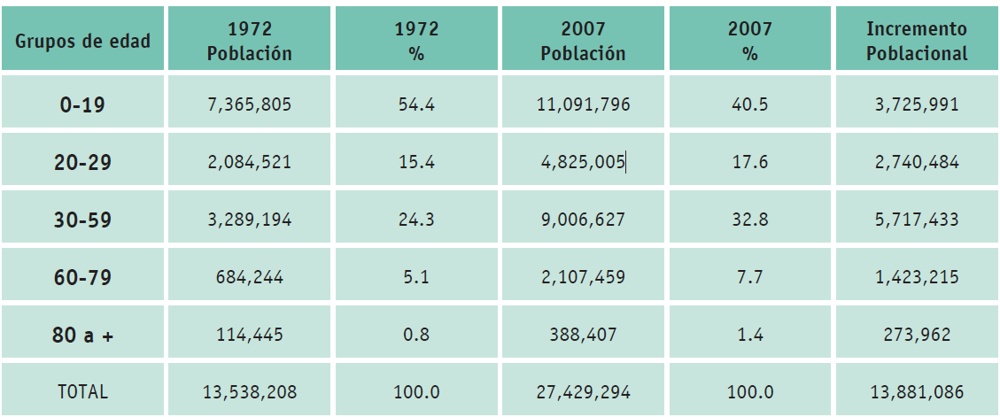 Grupos de edad 1972 Población 1972 % 2007 Población 2007 % Incremento Poblacional
0-19 7,365,805 54.4 11,091,796 40.5 3,725,991
20-29 2,084,521 15.4 4,825,005 17.6 2,740,484
30-59 3,289,194 24.3 9,006,627 32.8 5,717,433
60-79 684,244 5.1 2,107,459 7.7 1,423,215
80 a + 114,445 0.8 388,407 1.4 273,962
TOTAL 13,538,208 100.0 27,429,294 100.0 13,881,086